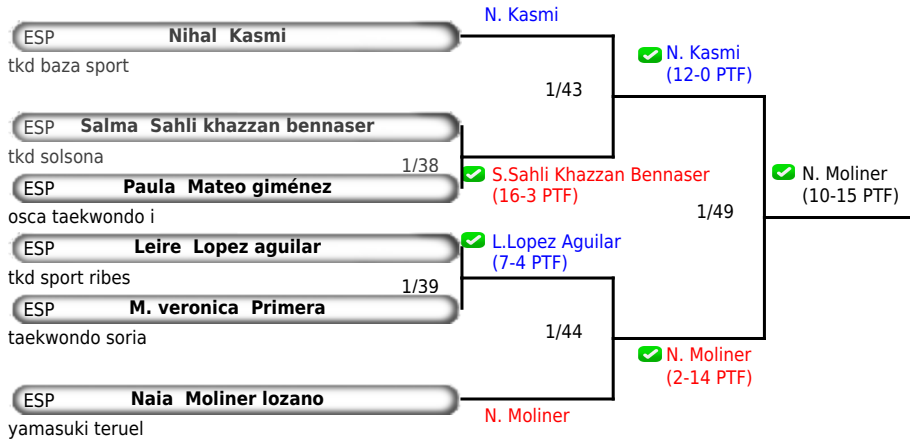 N. Kasmi
ESP Nihal Kasmi
tkd baza sport
N. Kasmi
(12-0 PTF)
1/43
ESP Salma Sahli khazzan bennaser
tkd solsona
1/38
ESP Paula Mateo giménez
osca taekwondo i
S.Sahli Khazzan Bennaser
(16-3 PTF)
N. Moliner
(10-15 PTF)
1/49
ESP Leire Lopez aguilar
tkd sport ribes
L.Lopez Aguilar
(7-4 PTF)
1/39
ESP M. veronica Primera
taekwondo soria
1/44
N. Moliner
(2-14 PTF)
ESP Naia Moliner lozano
yamasuki teruel
N. Moliner